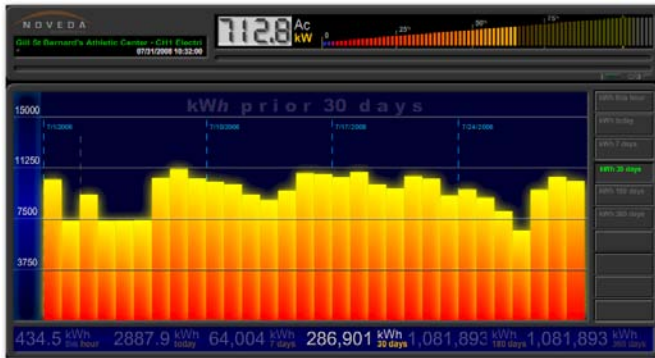 NOVEDA
Gill St Bernard's Athletic Center - CH1 Electri
07/31/2008 10:32:00
712.8 Ac kW
0 25% 50% 75%
kWh prior 30 days
15000
11250
7500
3750
7/1/2008 7/10/2008 7/17/2008 7/24/2008
kWh this hour
kWh today
kWh 7 days
kWh 30 days
kWh 180 days
kWh 360 days
434.5 kWh this hour
2887.9 kWh today
64,004 kWh 7 days
286,901 kWh 30 days
1,081,893 kWh 180 days
1,081,893 kWh 360 days